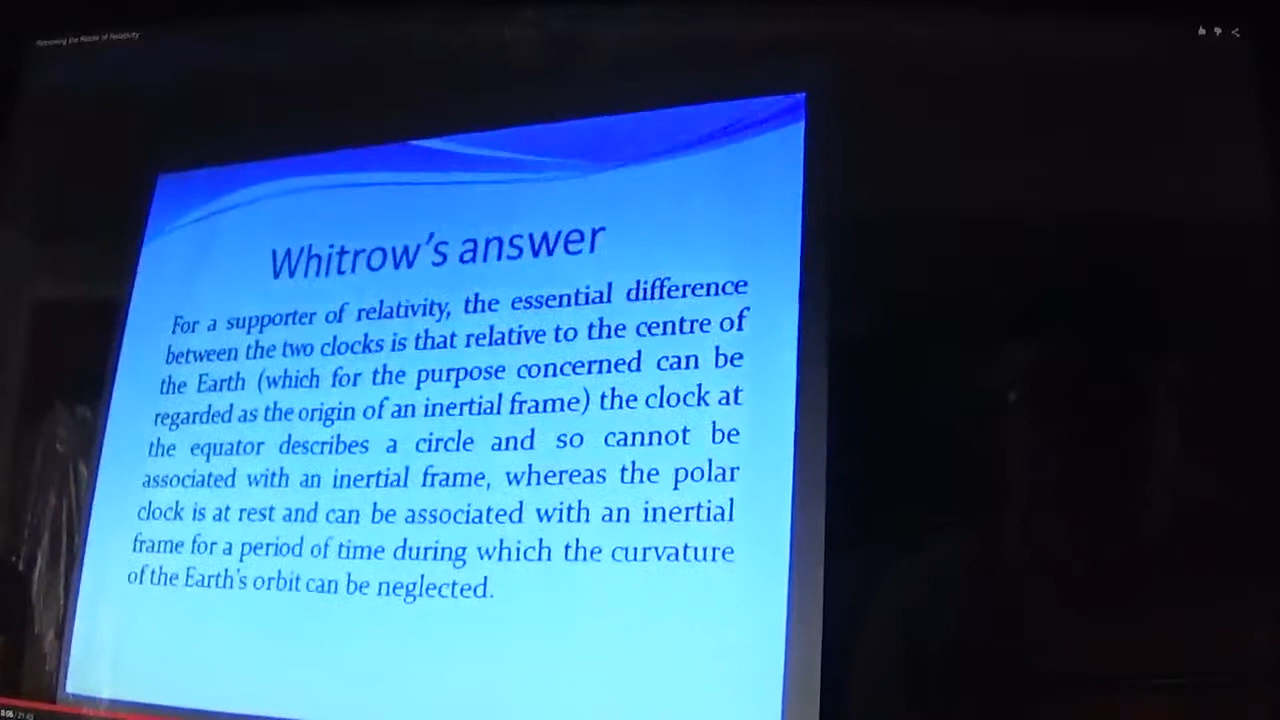 Whitrow's answer
For a supporter of relativity, the essential difference
between the two clocks is that relative to the centre of
the Earth (which for the purpose concerned can be
regarded as the origin of an inertial frame) the clock at
the equator describes a circle and so cannot be
associated with an inertial frame, whereas the polar
clock is at rest and can be associated with an inertial
frame for a period of time during which the curvature
of the Earth's orbit can be neglected.